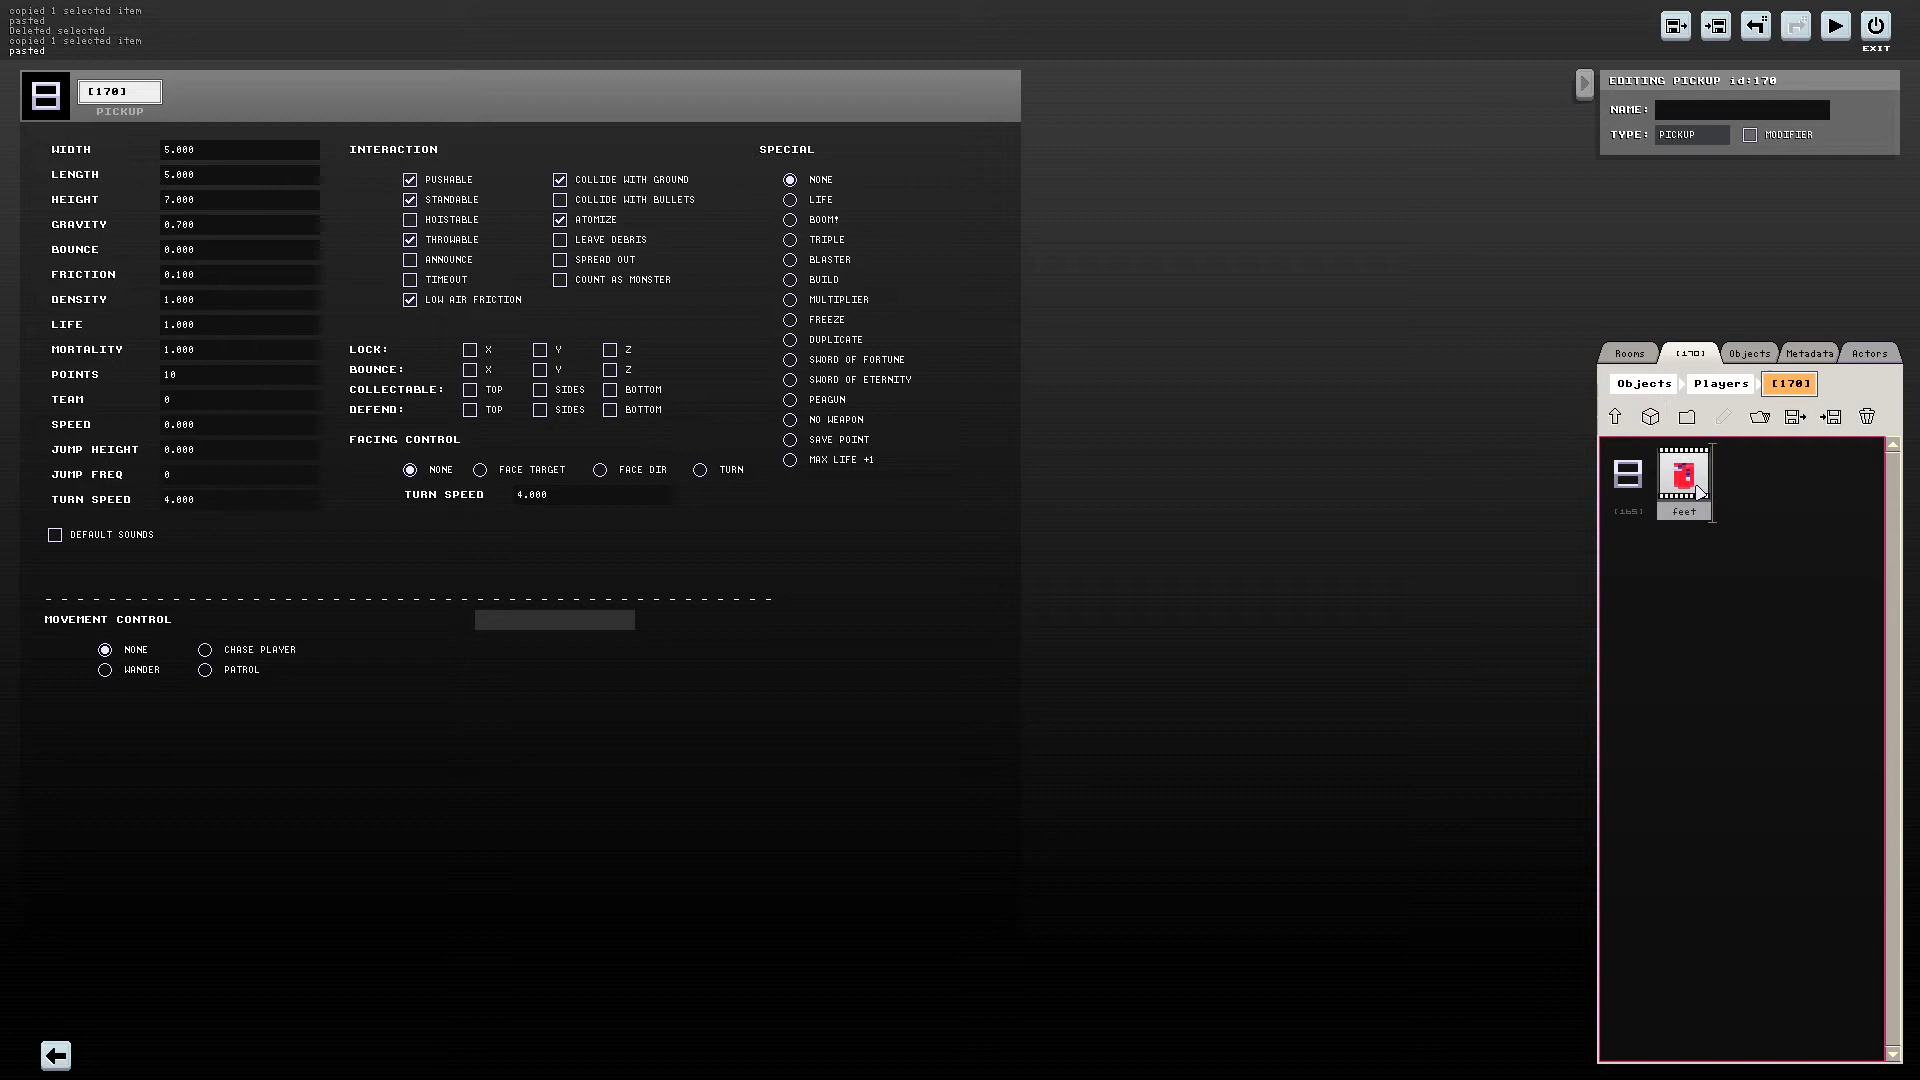 copied 1 selected item
pasted
Deleted selected
copied 1 selected item
pasted
EXIT
[170]
PICKUP
EDITING PICKUP id:170
NAME:
TYPE: PICKUP MODIFIER
WIDTH 5.000
LENGTH 5.000
HEIGHT 7.000
GRAVITY 0.700
BOUNCE 0.000
FRICTION 0.100
DENSITY 1.000
LIFE 1.000
MORTALITY 1.000
POINTS 10
TEAM 0
SPEED 0.000
JUMP HEIGHT 0.000
JUMP FREQ 0
TURN SPEED 4.000
DEFAULT SOUNDS
INTERACTION
PUSHABLE COLLIDE WITH GROUND
STANDABLE COLLIDE WITH BULLETS
HOISTABLE ATOMIZE
THROWABLE LEAVE DEBRIS
ANNOUNCE SPREAD OUT
TIMEOUT COUNT AS MONSTER
LOW AIR FRICTION
LOCK: X Y Z
BOUNCE: X Y Z
COLLECTABLE: TOP SIDES BOTTOM
DEFEND: TOP SIDES BOTTOM
FACING CONTROL
NONE FACE TARGET FACE DIR TURN
TURN SPEED 4.000
SPECIAL
NONE
LIFE
BOOM!
TRIPLE
BLASTER
BUILD
MULTIPLIER
FREEZE
DUPLICATE
SWORD OF FORTUNE
SWORD OF ETERNITY
PEAGUN
NO WEAPON
SAVE POINT
MAX LIFE +1
MOVEMENT CONTROL
NONE CHASE PLAYER
WANDER PATROL
Rooms [170] Objects Metadata Actors
Objects Players [170]
[165] feet